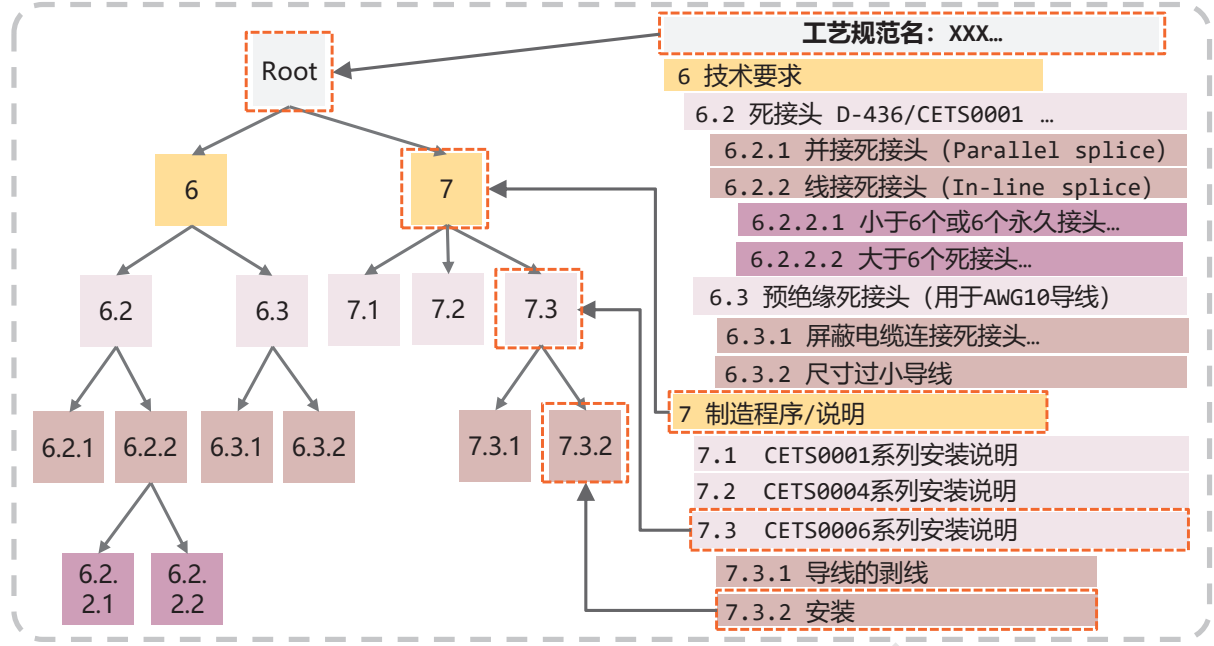 Root
6
7
6.2
6.3
7.1
7.2
7.3
6.2.1
6.2.2
6.3.1
6.3.2
7.3.1
7.3.2
6.2.
2.1
6.2.
2.2
工艺规范名：XXX…
6 技术要求
6.2 死接头 D-436/CETS0001 …
6.2.1 并接死接头（Parallel splice）
6.2.2 线接死接头（In-line splice）
6.2.2.1 小于6个或6个永久接头…
6.2.2.2 大于6个死接头…
6.3 预绝缘死接头（用于AWG10导线）
6.3.1 屏蔽电缆连接死接头…
6.3.2 尺寸过小导线
7 制造程序/说明
7.1 CETS0001系列安装说明
7.2 CETS0004系列安装说明
7.3 CETS0006系列安装说明
7.3.1 导线的剥线
7.3.2 安装